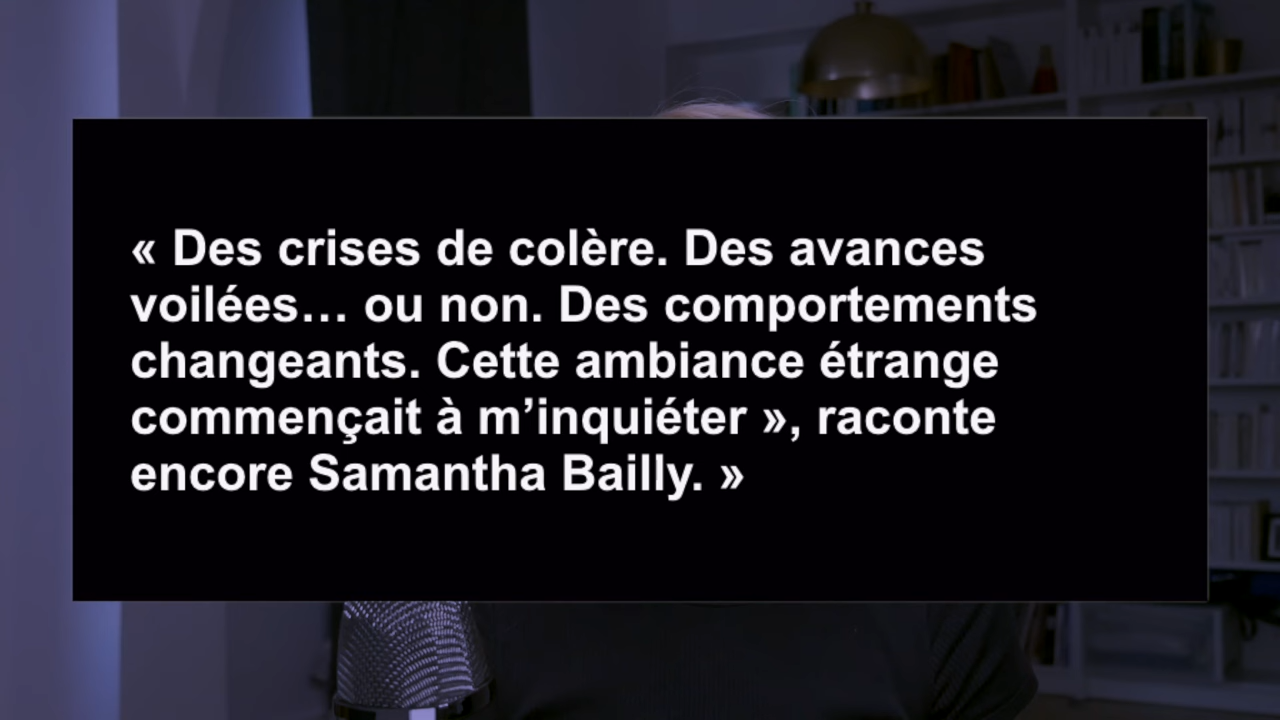 « Des crises de colère. Des avances
voilées… ou non. Des comportements
changeants. Cette ambiance étrange
commençait à m’inquiéter », raconte
encore Samantha Bailly. »